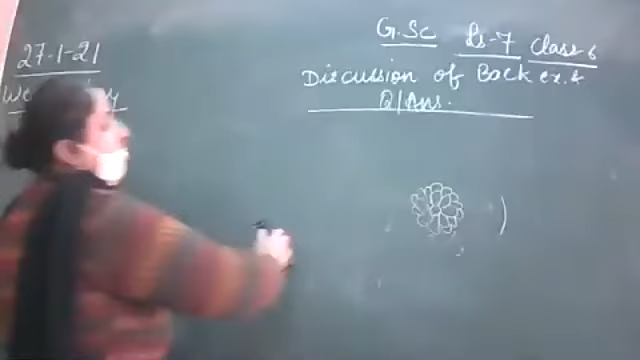 27-1-21
G.Sc Ls-7 Class-6
Discussion of Back ex. &
Q/Ans.